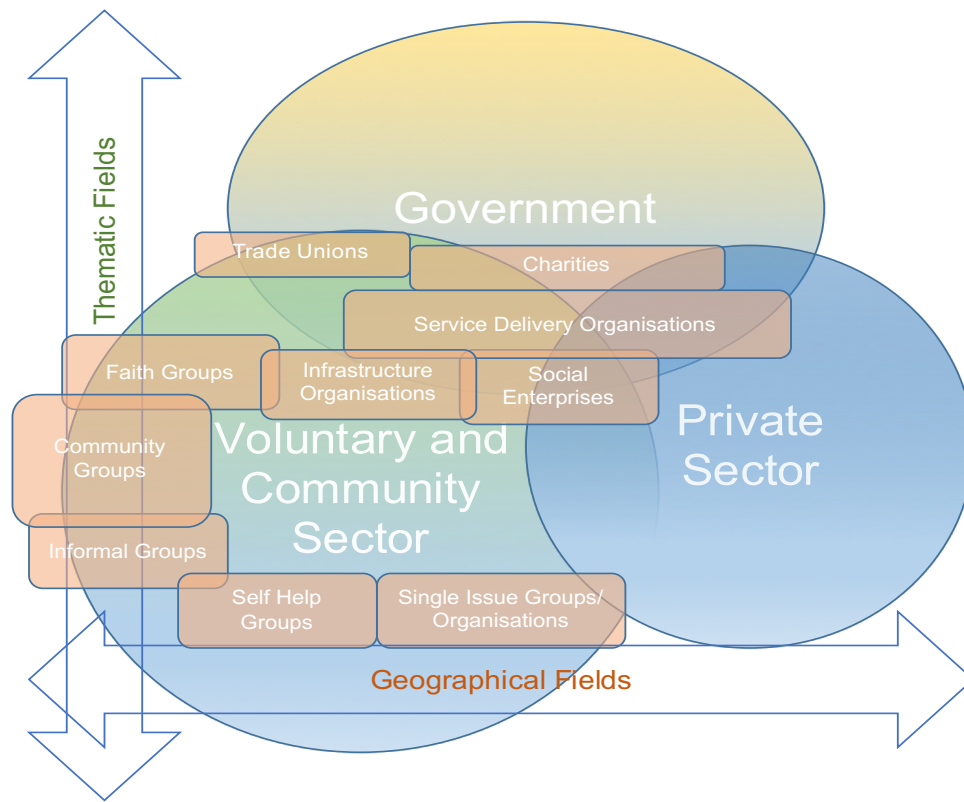 Thematic Fields
Government
Trade Unions
Charities
Service Delivery Organisations
Faith Groups
Infrastructure
Organisations
Social
Enterprises
Community
Groups
Voluntary and
Community
Sector
Private
Sector
Informal Groups
Self Help
Groups
Single Issue Groups/
Organisations
Geographical Fields